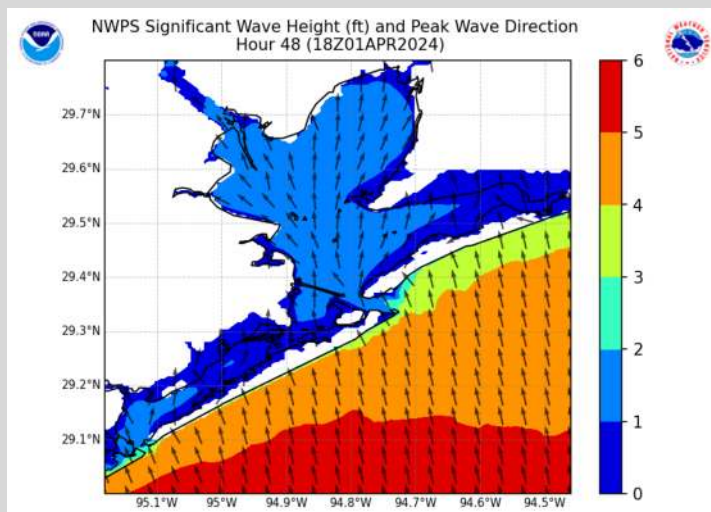 NWPS Significant Wave Height (ft) and Peak Wave Direction
Hour 48 (18Z01APR2024)
29.7°N
29.6°N
29.5°N
29.4°N
29.3°N
29.2°N
29.1°N
95.1°W
95°W
94.9°W
94.8°W
94.7°W
94.6°W
94.5°W
6
5
4
3
2
1
0